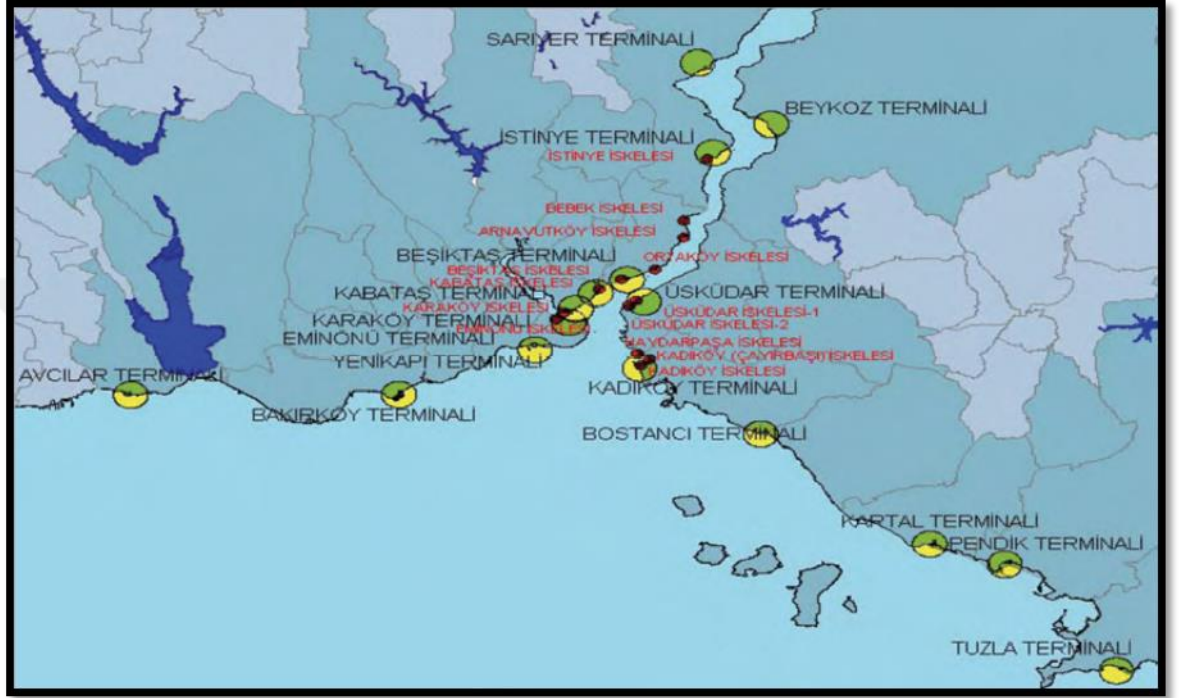 SARIYER TERMİNALİ
BEYKOZ TERMİNALİ
İSTİNYE TERMİNALİ
İSTİNYE İSKELESİ
BEBEK İSKELESİ
ARNAVUTKÖY İSKELESİ
BEŞİKTAŞ TERMİNALİ
ORTAKÖY İSKELESİ
BEŞİKTAŞ İSKELESİ
KABATAŞ İSKELESİ
KABATAŞ TERMİNALİ
ÜSKÜDAR TERMİNALİ
KARAKÖY İSKELESİ
ÜSKÜDAR İSKELESİ-1
KARAKÖY TERMİNALİ
ÜSKÜDAR İSKELESİ-2
EMİNÖNÜ İSKELESİ
EMİNÖNÜ TERMİNALİ
HAYDARPAŞA İSKELESİ
YENİKAPI TERMİNALİ
KADIKÖY (ÇAYIRBAŞI) İSKELESİ
KADIKÖY İSKELESİ
AVCILAR TERMİNALİ
KADIKÖY TERMİNALİ
BAKIRKÖY TERMİNALİ
BOSTANCI TERMİNALİ
KARTAL TERMİNALİ
PENDİK TERMİNALİ
TUZLA TERMİNALİ